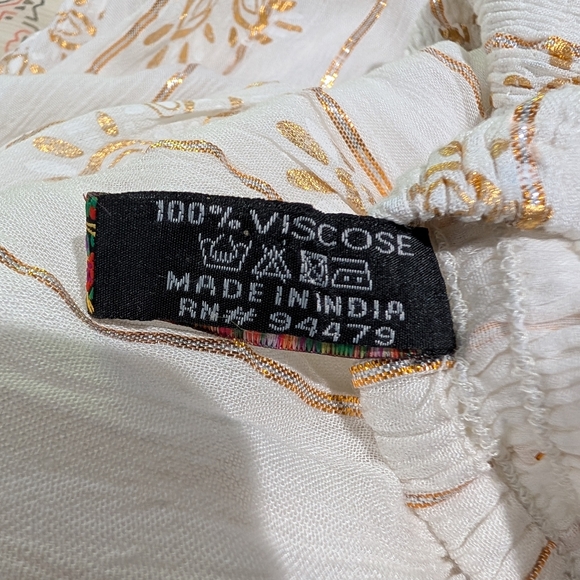 100% VISCOSE
MADE IN INDIA
RN# 94479